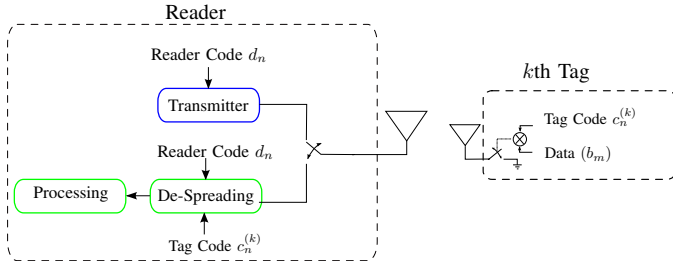 Reader
Reader Code $d_n$
Transmitter
Reader Code $d_n$
Processing
De-Spreading
Tag Code $c_n^{(k)}$
$k$th Tag
Tag Code $c_n^{(k)}$
Data ($b_m$)